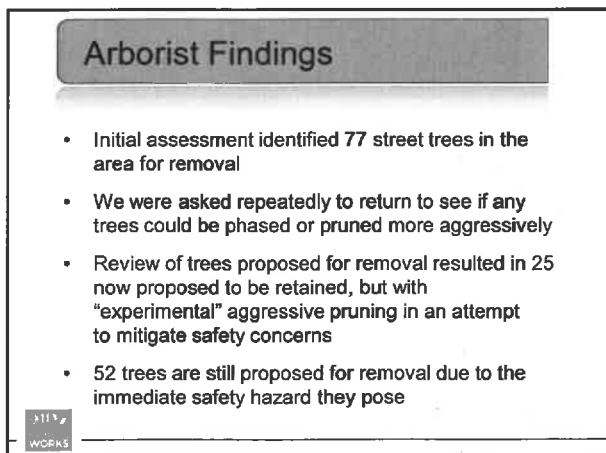 Arborist Findings
• Initial assessment identified 77 street trees in the
area for removal
• We were asked repeatedly to return to see if any
trees could be phased or pruned more aggressively
• Review of trees proposed for removal resulted in 25
now proposed to be retained, but with
“experimental” aggressive pruning in an attempt
to mitigate safety concerns
• 52 trees are still proposed for removal due to the
immediate safety hazard they pose
WORKS